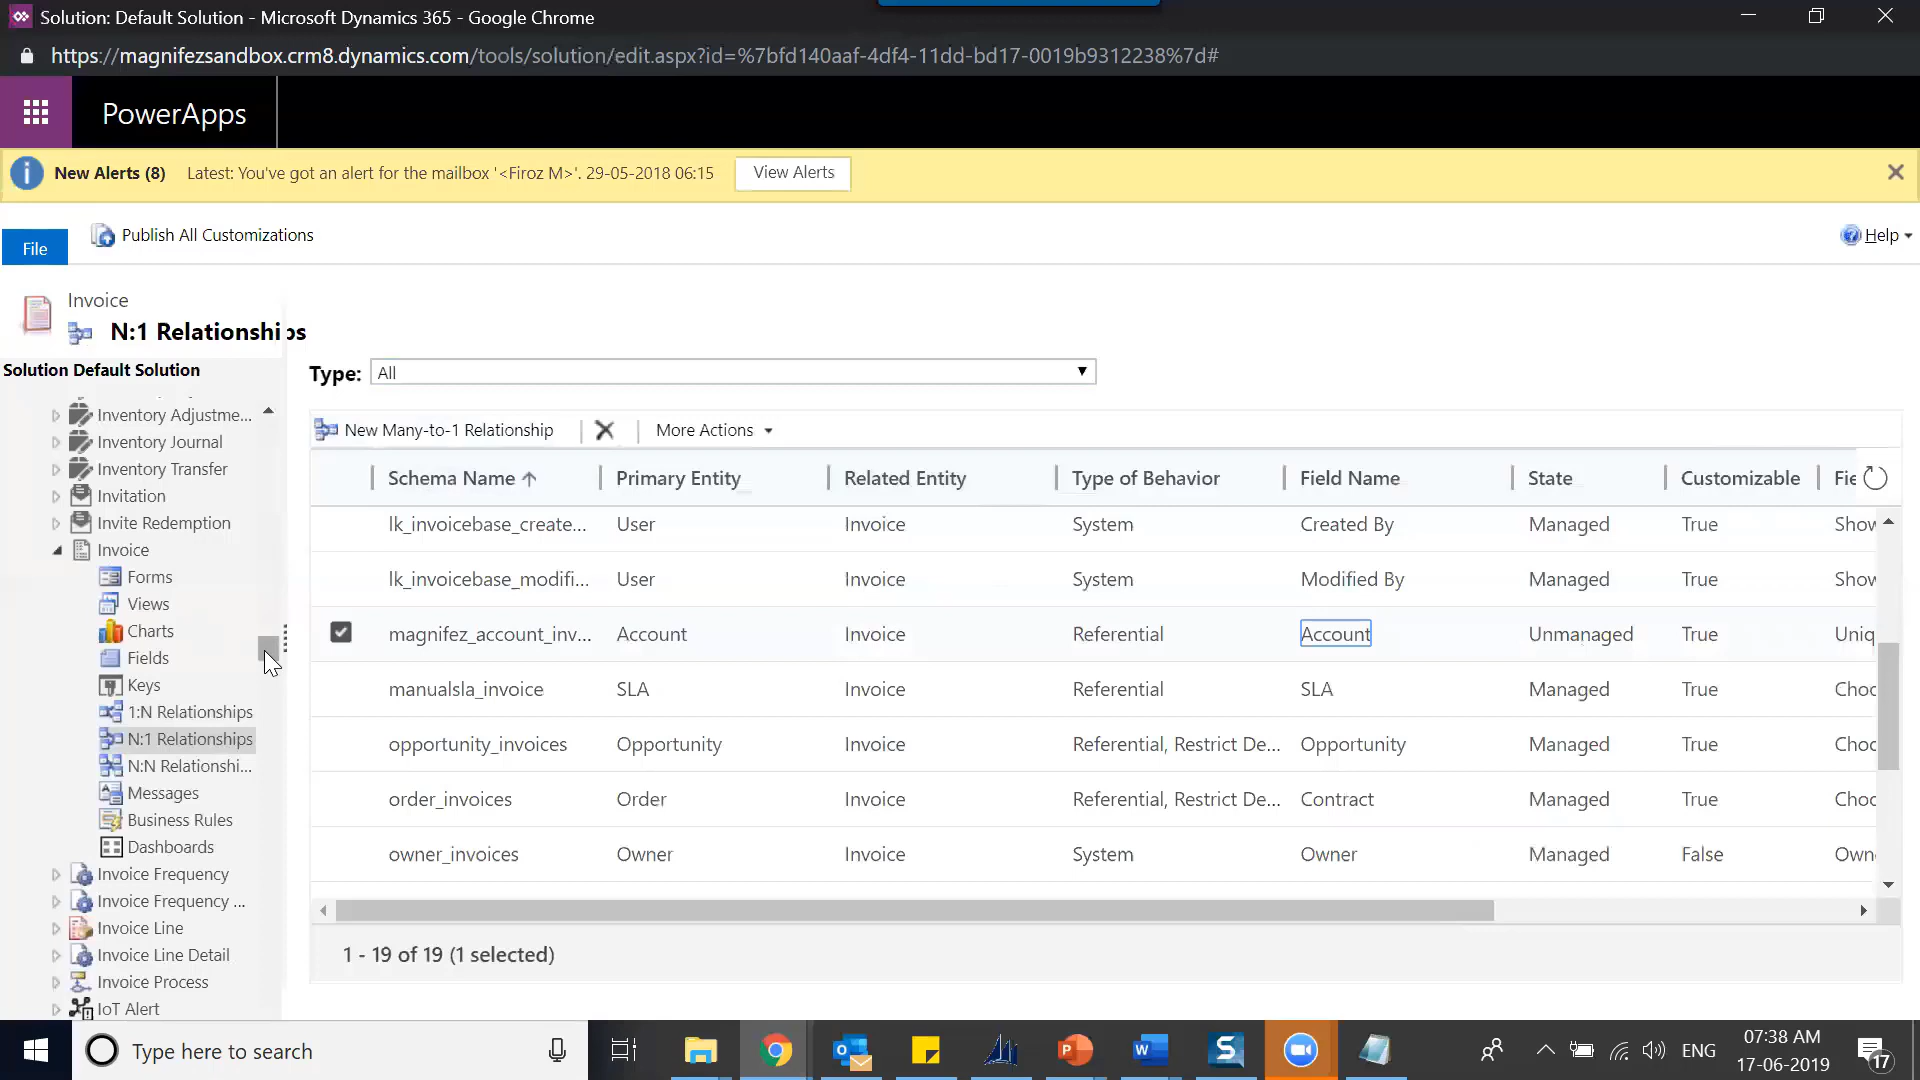 Solution: Default Solution - Microsoft Dynamics 365 - Google Chrome
https://magnifezsandbox.crm8.dynamics.com/tools/solution/edit.aspx?id=%7bfd140aaf-4df4-11dd-bd17-0019b9312238%7d#
PowerApps
New Alerts (8) Latest: You've got an alert for the mailbox '<Firoz M>'. 29-05-2018 06:15 View Alerts
File Publish All Customizations Help
Invoice
N:1 Relationships
Solution Default Solution
Inventory Adjustme...
Inventory Journal
Inventory Transfer
Invitation
Invite Redemption
Invoice
Forms
Views
Charts
Fields
Keys
1:N Relationships
N:1 Relationships
N:N Relationshi...
Messages
Business Rules
Dashboards
Invoice Frequency
Invoice Frequency ...
Invoice Line
Invoice Line Detail
Invoice Process
IoT Alert
Type: All
New Many-to-1 Relationship More Actions
Schema Name Primary Entity Related Entity Type of Behavior Field Name State Customizable Fie
lk_invoicebase_create... User Invoice System Created By Managed True Show
lk_invoicebase_modifi... User Invoice System Modified By Managed True Show
magnifez_account_inv... Account Invoice Referential Account Unmanaged True Uniq
manualsla_invoice SLA Invoice Referential SLA Managed True Choc
opportunity_invoices Opportunity Invoice Referential, Restrict De... Opportunity Managed True Choc
order_invoices Order Invoice Referential, Restrict De... Contract Managed True Choc
owner_invoices Owner Invoice System Owner Managed False Own
1 - 19 of 19 (1 selected)
Type here to search
ENG
07:38 AM
17-06-2019
17